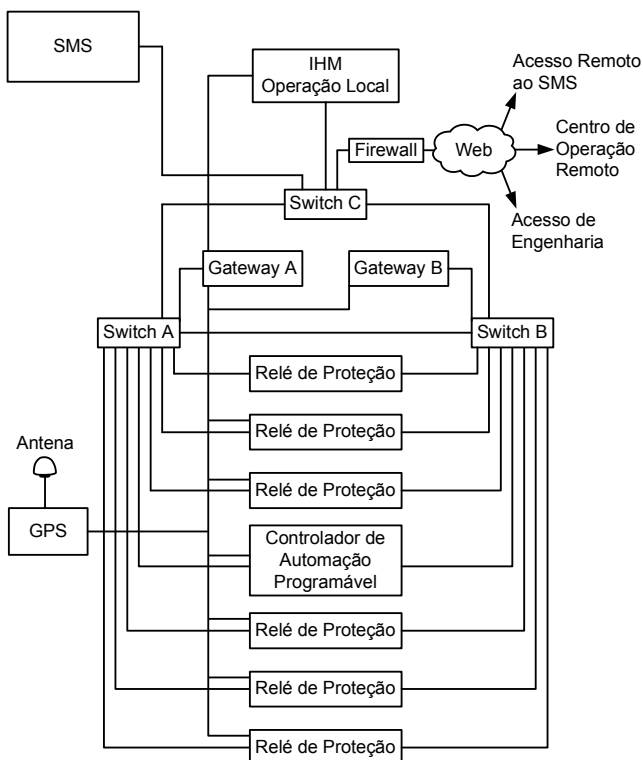 SMS
IHM
Operação Local
Acesso Remoto
ao SMS
Firewall
Web
Centro de
Operação
Remoto
Switch C
Acesso de
Engenharia
Gateway A
Gateway B
Switch A
Switch B
Relé de Proteção
Relé de Proteção
Antena
Relé de Proteção
GPS
Controlador de
Automação
Programável
Relé de Proteção
Relé de Proteção
Relé de Proteção